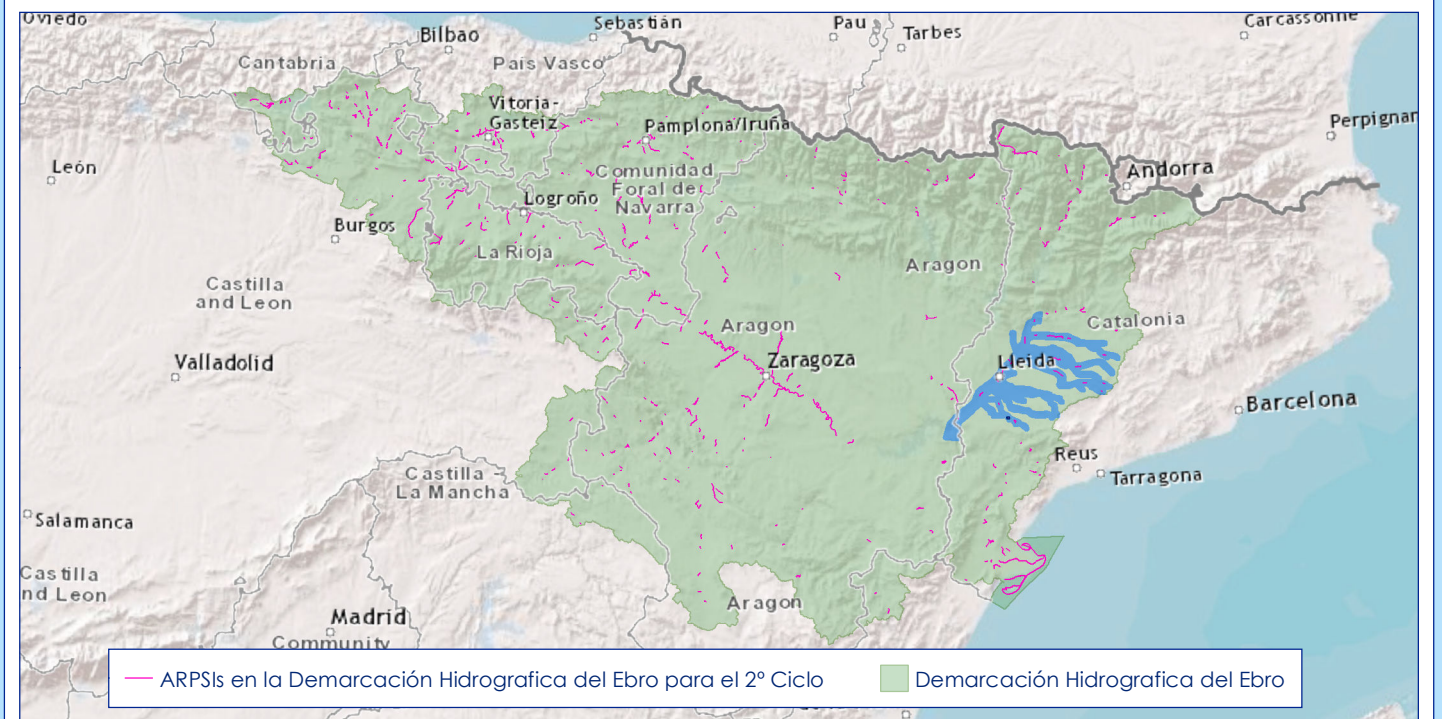 Oviedo
Bilbao
Sebastián
Pau
Tarbes
Carcassonne
Cantabria
País Vasco
Vitoria-
Gasteiz
Pamplona/Iruña
Perpignan
León
Comunidad
Foral de
Navarra
Andorra
Logroño
Burgos
La Rioja
Aragon
Castilla
and Leon
Aragon
Catalonia
Valladolid
Zaragoza
Lleida
Barcelona
Reus
Castilla -
La Mancha
Tarragona
Salamanca
Castilla
nd Leon
Aragon
Madrid
Community
ARPSIs en la Demarcación Hidrografica del Ebro para el 2º Ciclo
Demarcación Hidrografica del Ebro